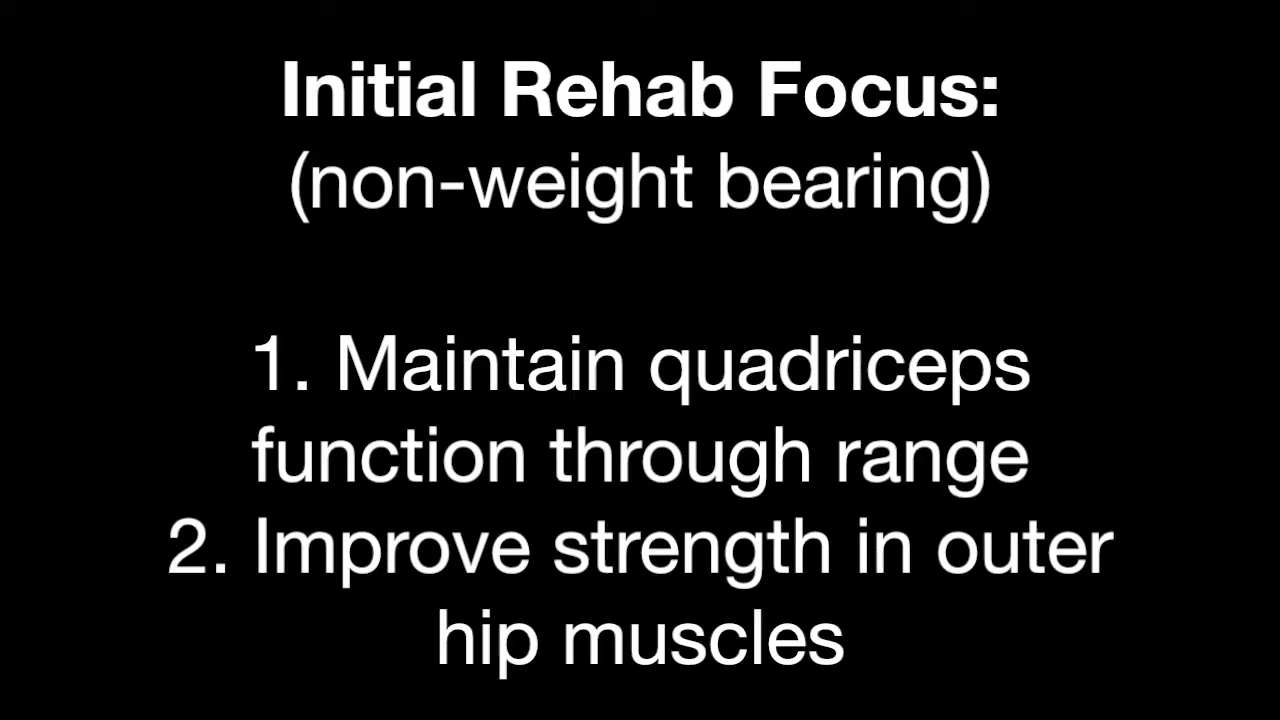 Initial Rehab Focus:
(non-weight bearing)
1. Maintain quadriceps
function through range
2. Improve strength in outer
hip muscles